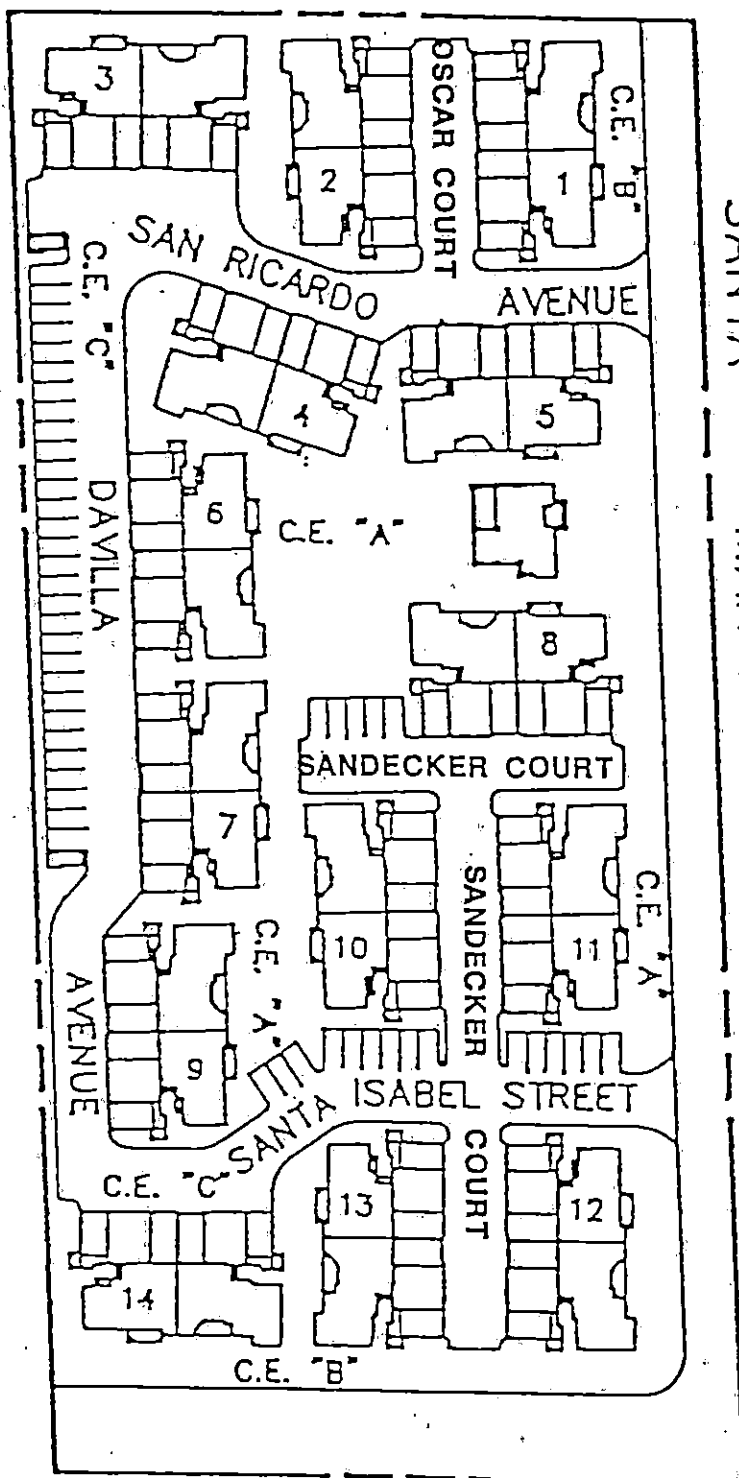 3
2
OSCAR COURT
1
C.E. "B"
SAN RICARDO AVENUE
C.E. "C"
4
5
DAVILLA AVENUE
6
C.E. "A"
8
SANDECKER COURT
7
10
SANDECKER COURT
11
C.E. "A"
C.E. "A"
9
SANTA ISABEL STREET
C.E. "C"
13
12
14
C.E. "B"